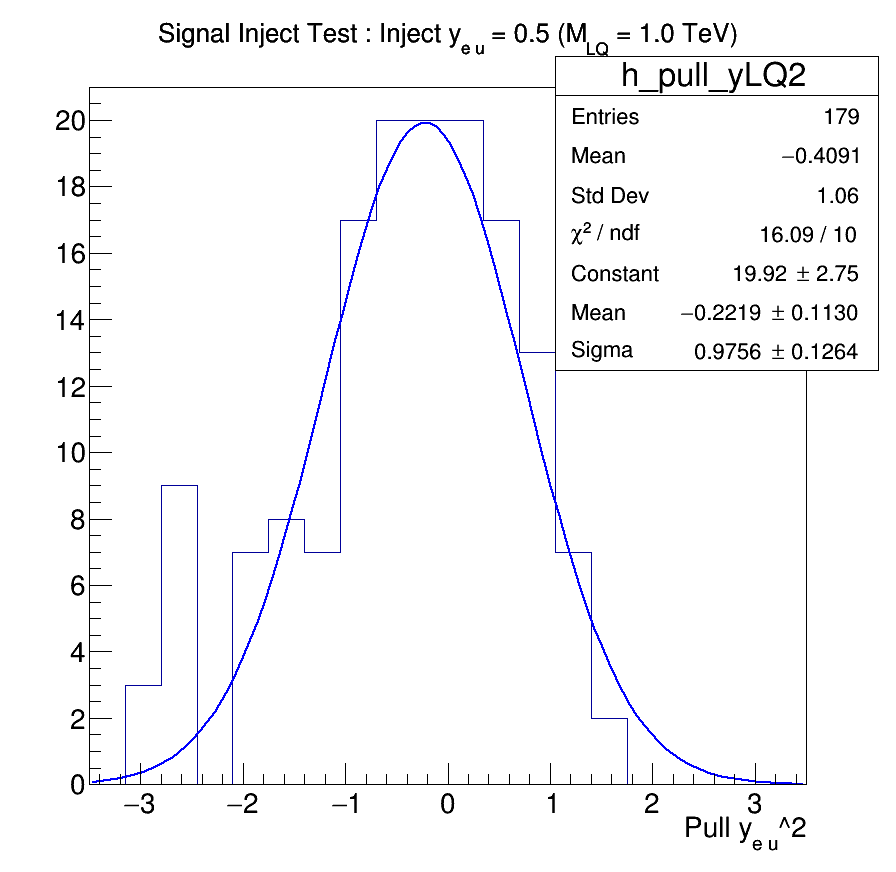 Signal Inject Test : Inject y_{e u} = 0.5 (M_{LQ} = 1.0 TeV)
h_pull_yLQ2
Entries 179
Mean −0.4091
Std Dev 1.06
χ² / ndf 16.09 / 10
Constant 19.92 ± 2.75
Mean −0.2219 ± 0.1130
Sigma 0.9756 ± 0.1264
20
18
16
14
12
10
8
6
4
2
0
−3 −2 −1 0 1 2 3
Pull y_{e u}^2